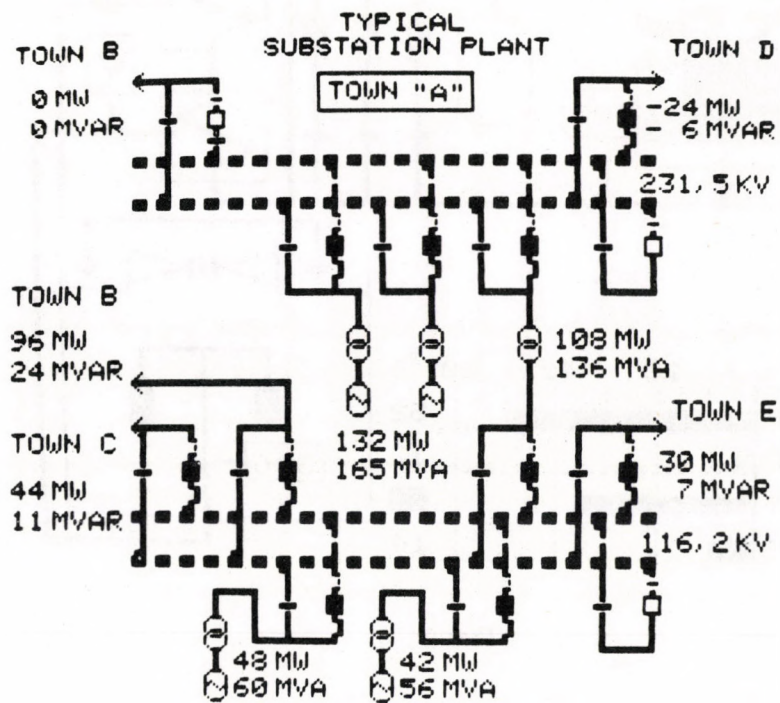 TYPICAL
SUBSTATION PLANT
TOWN "A"
TOWN B
0 MW
0 MVAR
TOWN D
-24 MW
- 6 MVAR
231,5 KV
TOWN B
96 MW
24 MVAR
108 MW
136 MVA
132 MW
165 MVA
TOWN C
44 MW
11 MVAR
TOWN E
30 MW
7 MVAR
116,2 KV
48 MW
60 MVA
42 MW
56 MVA